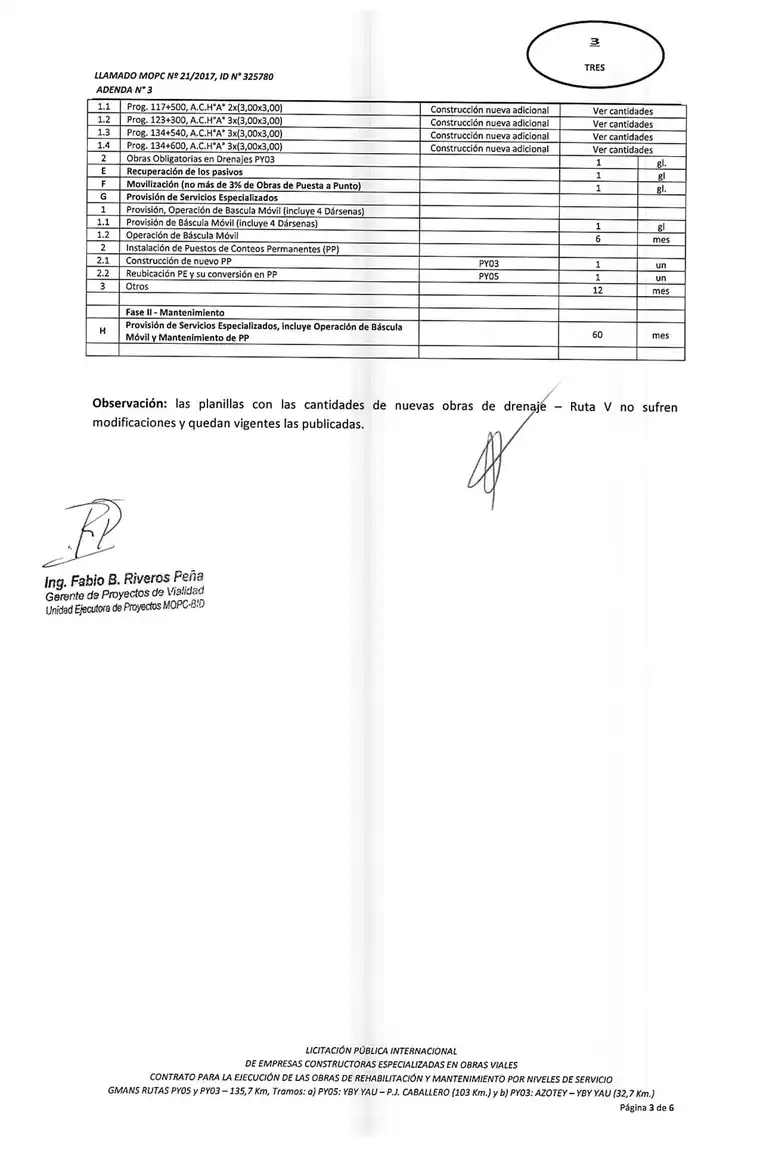 3
TRES
LLAMADO MOPC Nº 21/2017, ID N° 325780
ADENDA N° 3
1.1 Prog. 117+500, A.C.H°A° 2x(3,00x3,00) Construcción nueva adicional Ver cantidades
1.2 Prog. 123+300, A.C.H°A° 3x(3,00x3,00) Construcción nueva adicional Ver cantidades
1.3 Prog. 134+540, A.C.H°A° 3x(3,00x3,00) Construcción nueva adicional Ver cantidades
1.4 Prog. 134+600, A.C.H°A° 3x(3,00x3,00) Construcción nueva adicional Ver cantidades
2 Obras Obligatorias en Drenajes PY03 1 gl.
E Recuperación de los pasivos 1 gl
F Movilización (no más de 3% de Obras de Puesta a Punto) 1 gl.
G Provisión de Servicios Especializados
1 Provisión, Operación de Bascula Móvil (incluye 4 Dársenas)
1.1 Provisión de Báscula Móvil (incluye 4 Dársenas) 1 gl
1.2 Operación de Báscula Móvil 6 mes
2 Instalación de Puestos de Conteos Permanentes (PP)
2.1 Construcción de nuevo PP PY03 1 un
2.2 Reubicación PE y su conversión en PP PY05 1 un
3 Otros 12 mes
Fase II - Mantenimiento
H Provisión de Servicios Especializados, incluye Operación de Báscula
Móvil y Mantenimiento de PP 60 mes
Observación: las planillas con las cantidades de nuevas obras de drenaje – Ruta V no sufren
modificaciones y quedan vigentes las publicadas.
Ing. Fabio B. Riveros Peña
Gerente de Proyectos de Vialidad
Unidad Ejecutora de Proyectos MOPC-BID
LICITACIÓN PÚBLICA INTERNACIONAL
DE EMPRESAS CONSTRUCTORAS ESPECIALIZADAS EN OBRAS VIALES
CONTRATO PARA LA EJECUCIÓN DE LAS OBRAS DE REHABILITACIÓN Y MANTENIMIENTO POR NIVELES DE SERVICIO
GMANS RUTAS PY05 y PY03 – 135,7 Km, Tramos: a) PY05: YBY YAU – P.J. CABALLERO (103 Km.) y b) PY03: AZOTEY – YBY YAU (32,7 Km.)
Página 3 de 6